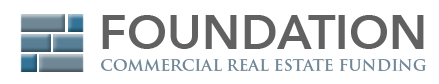 FOUNDATION
COMMERCIAL REAL ESTATE FUNDING